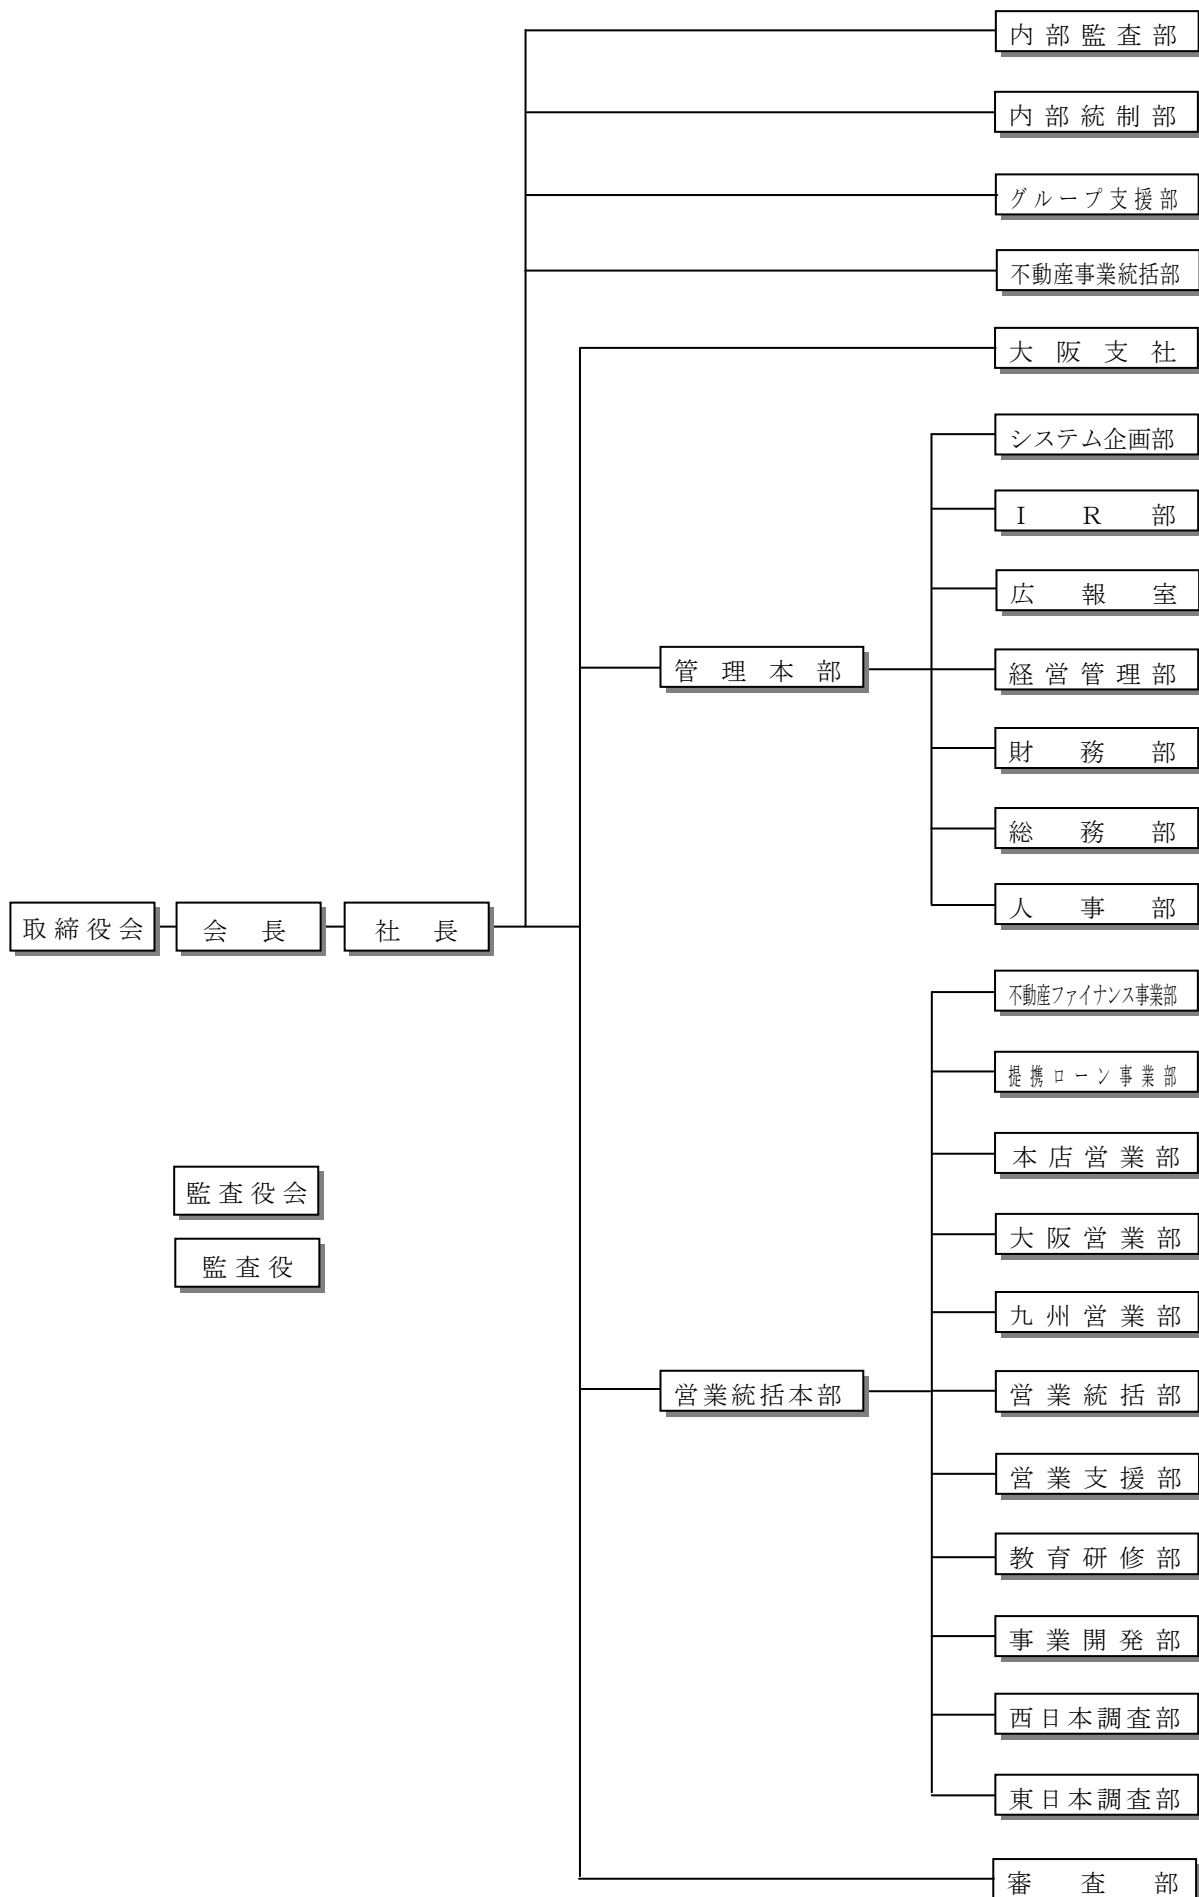 内部監査部
内部統制部
グループ支援部
不動産事業統括部
大阪支社
システム企画部
ＩＲ部
広報室
管理本部
経営管理部
財務部
総務部
人事部
取締役会
会長
社長
不動産ファイナンス事業部
提携ローン事業部
本店営業部
監査役会
大阪営業部
監査役
九州営業部
営業統括本部
営業統括部
営業支援部
教育研修部
事業開発部
西日本調査部
東日本調査部
審査部